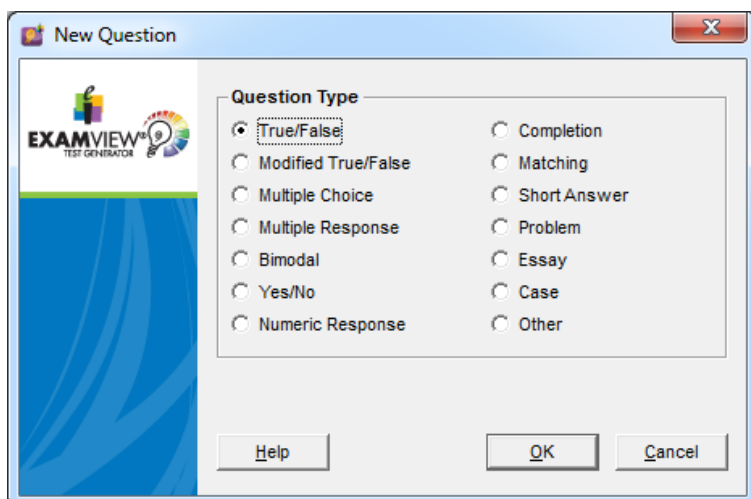 New Question
EXAMVIEW®
TEST GENERATOR
Question Type
True/False
Modified True/False
Multiple Choice
Multiple Response
Bimodal
Yes/No
Numeric Response
Completion
Matching
Short Answer
Problem
Essay
Case
Other
Help
OK
Cancel